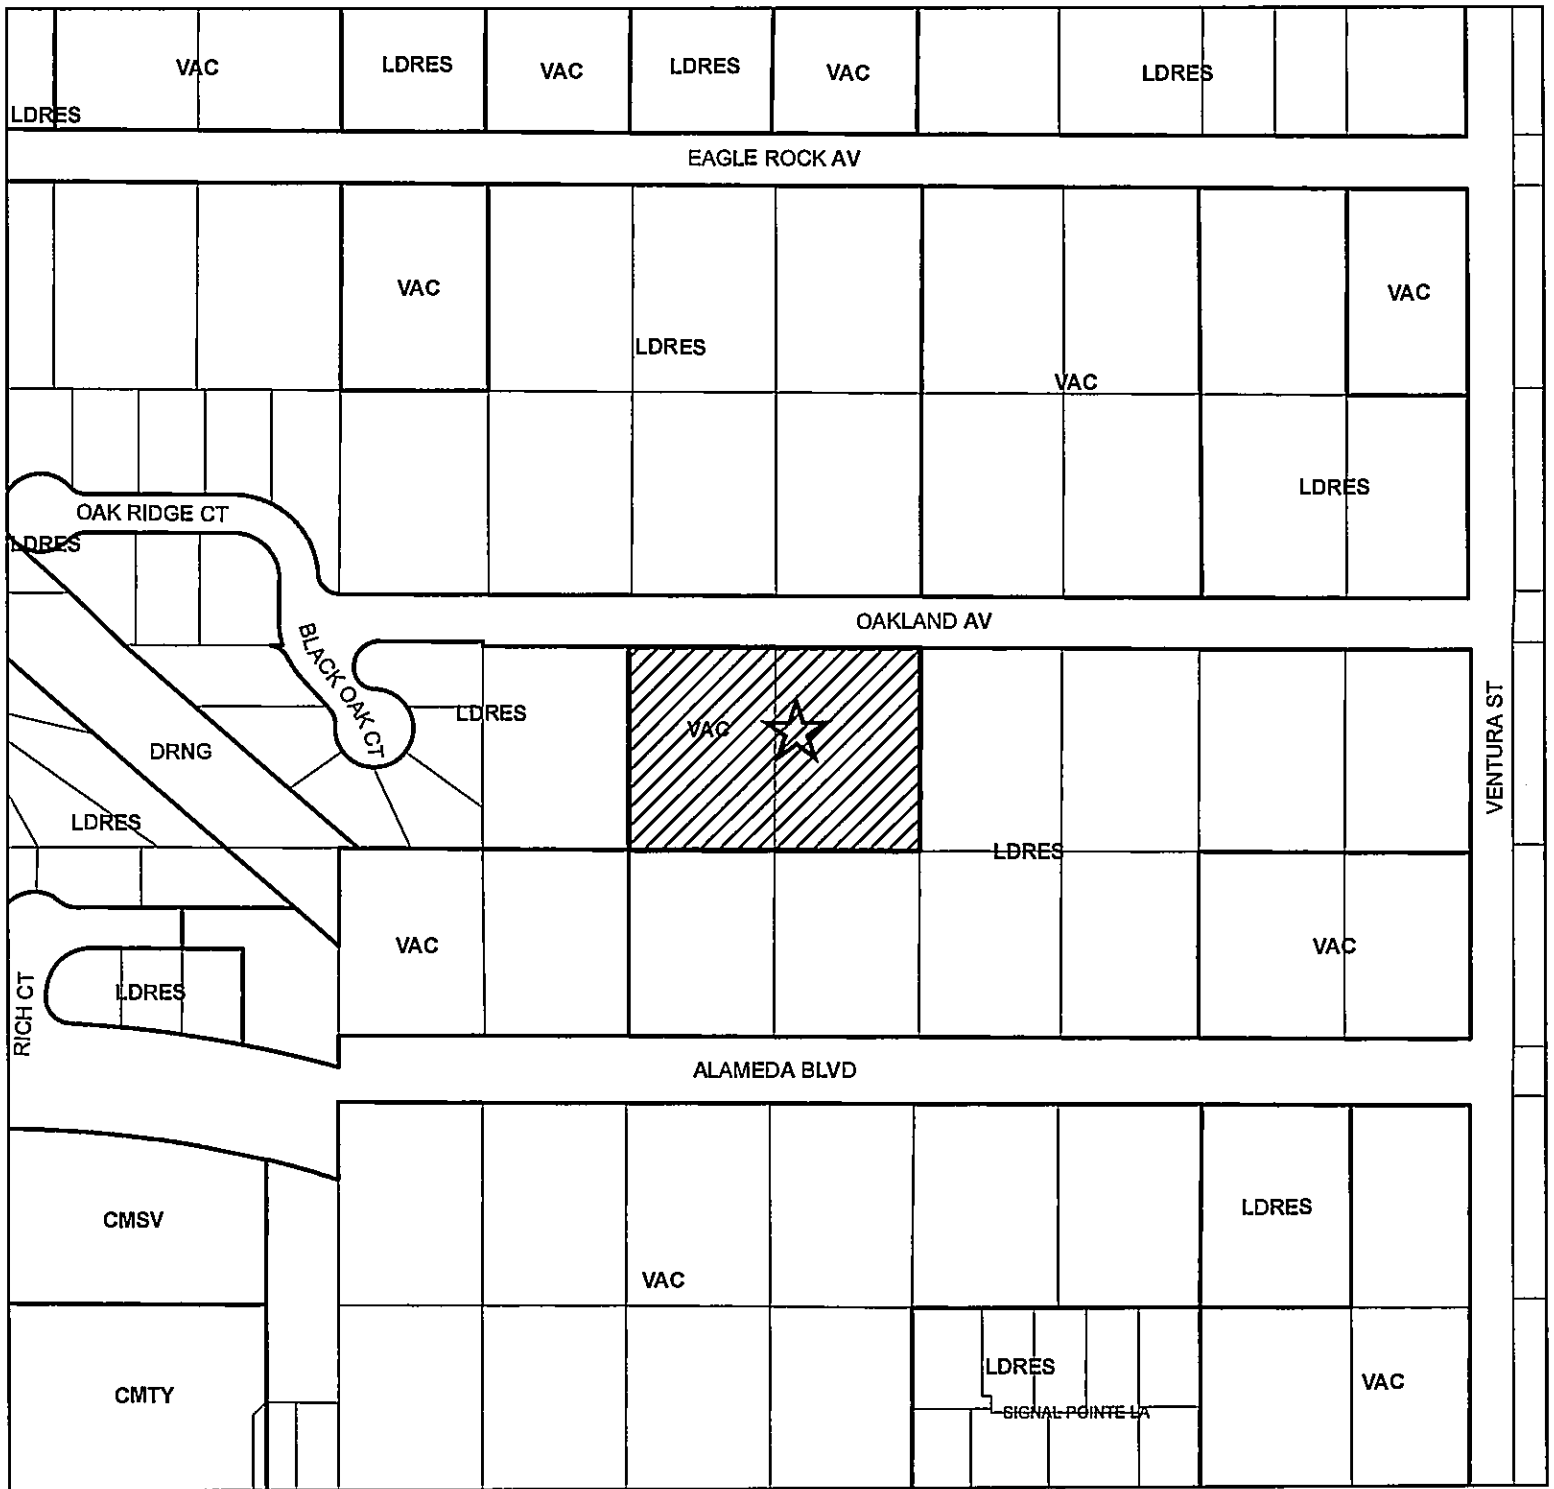 VAC
LDRES
VAC
LDRES
VAC
LDRES
LDRES
EAGLE ROCK AV
VAC
VAC
LDRES
VAC
LDRES
OAK RIDGE CT
LDRES
OAKLAND AV
BLACK OAK CT
LDRES
VAC
VENTURA ST
DRNG
LDRES
LDRES
VAC
VAC
LDRES
RICH CT
ALAMEDA BLVD
CMSV
LDRES
VAC
LDRES
CMTY
VAC
SIGNAL POINTE LA